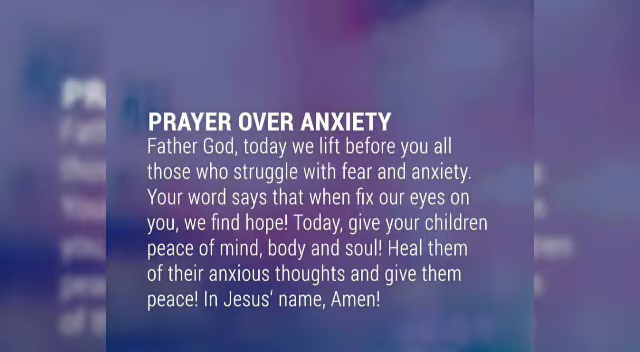 PRAYER OVER ANXIETY
Father God, today we lift before you all
those who struggle with fear and anxiety.
Your word says that when fix our eyes on
you, we find hope! Today, give your children
peace of mind, body and soul! Heal them
of their anxious thoughts and give them
peace! In Jesus‘ name, Amen!